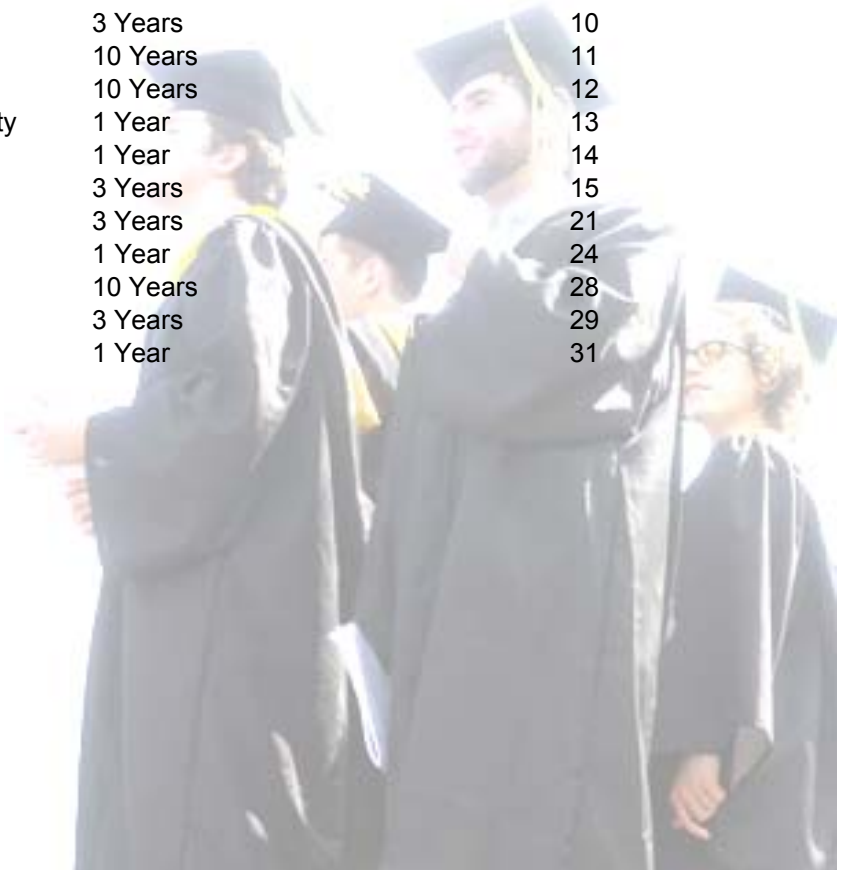 3 Years 10
10 Years 11
10 Years 12
ty 1 Year 13
1 Year 14
3 Years 15
3 Years 21
1 Year 24
10 Years 28
3 Years 29
1 Year 31